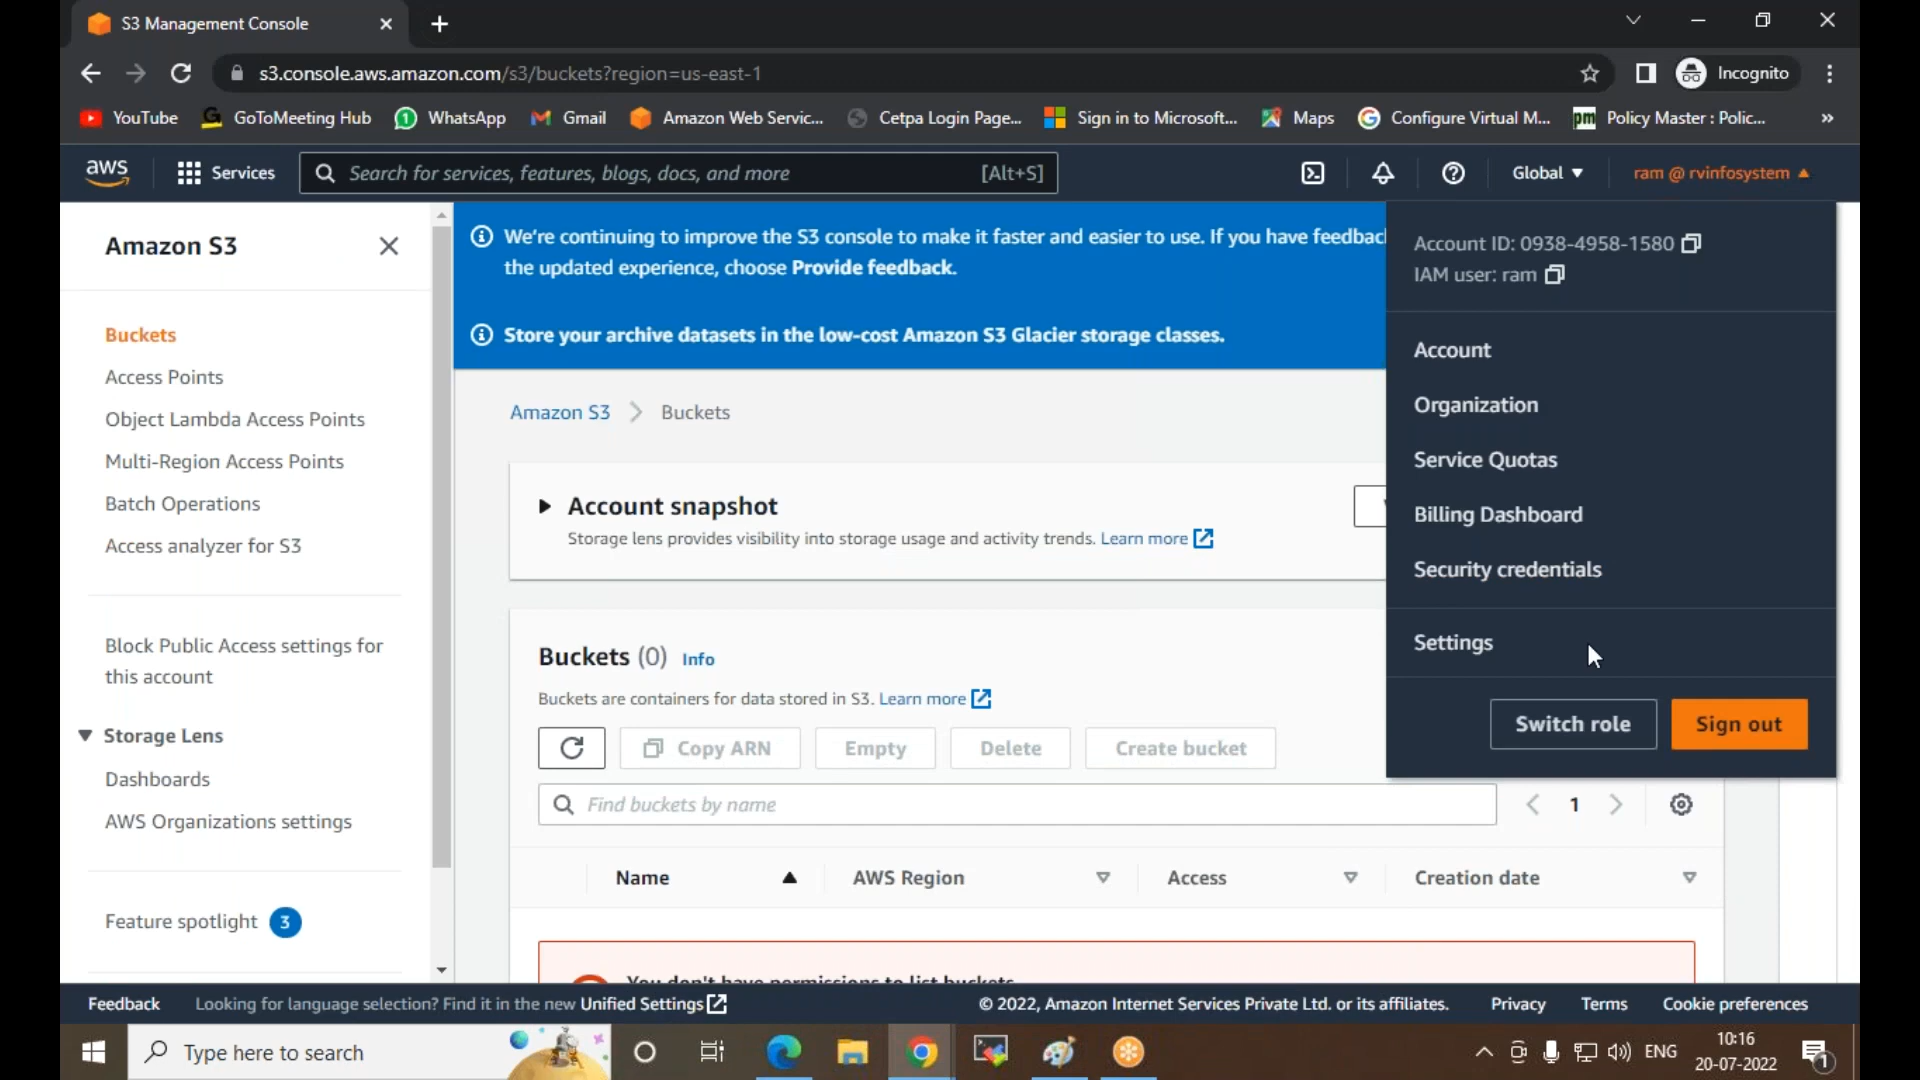 S3 Management Console
s3.console.aws.amazon.com/s3/buckets?region=us-east-1
Incognito
YouTube
GoToMeeting Hub
WhatsApp
Gmail
Amazon Web Servic...
Cetpa Login Page...
Sign in to Microsoft...
Maps
Configure Virtual M...
pm
Policy Master : Polic...
»
aws
Services
Search for services, features, blogs, docs, and more
[Alt+S]
Global
ram @ rvinfosystem
Amazon S3
Buckets
Access Points
Object Lambda Access Points
Multi-Region Access Points
Batch Operations
Access analyzer for S3
Block Public Access settings for
this account
Storage Lens
Dashboards
AWS Organizations settings
Feature spotlight 3
We're continuing to improve the S3 console to make it faster and easier to use. If you have feedbac
the updated experience, choose Provide feedback.
Store your archive datasets in the low-cost Amazon S3 Glacier storage classes.
Amazon S3
Buckets
Account snapshot
Storage lens provides visibility into storage usage and activity trends. Learn more
Buckets (0) Info
Buckets are containers for data stored in S3. Learn more
Copy ARN
Empty
Delete
Create bucket
Find buckets by name
1
Name
AWS Region
Access
Creation date
You don't have permissions to list buckets
Account ID: 0938-4958-1580
IAM user: ram
Account
Organization
Service Quotas
Billing Dashboard
Security credentials
Settings
Switch role
Sign out
Feedback
Looking for language selection? Find it in the new Unified Settings
© 2022, Amazon Internet Services Private Ltd. or its affiliates.
Privacy
Terms
Cookie preferences
Type here to search
ENG
10:16
20-07-2022
1